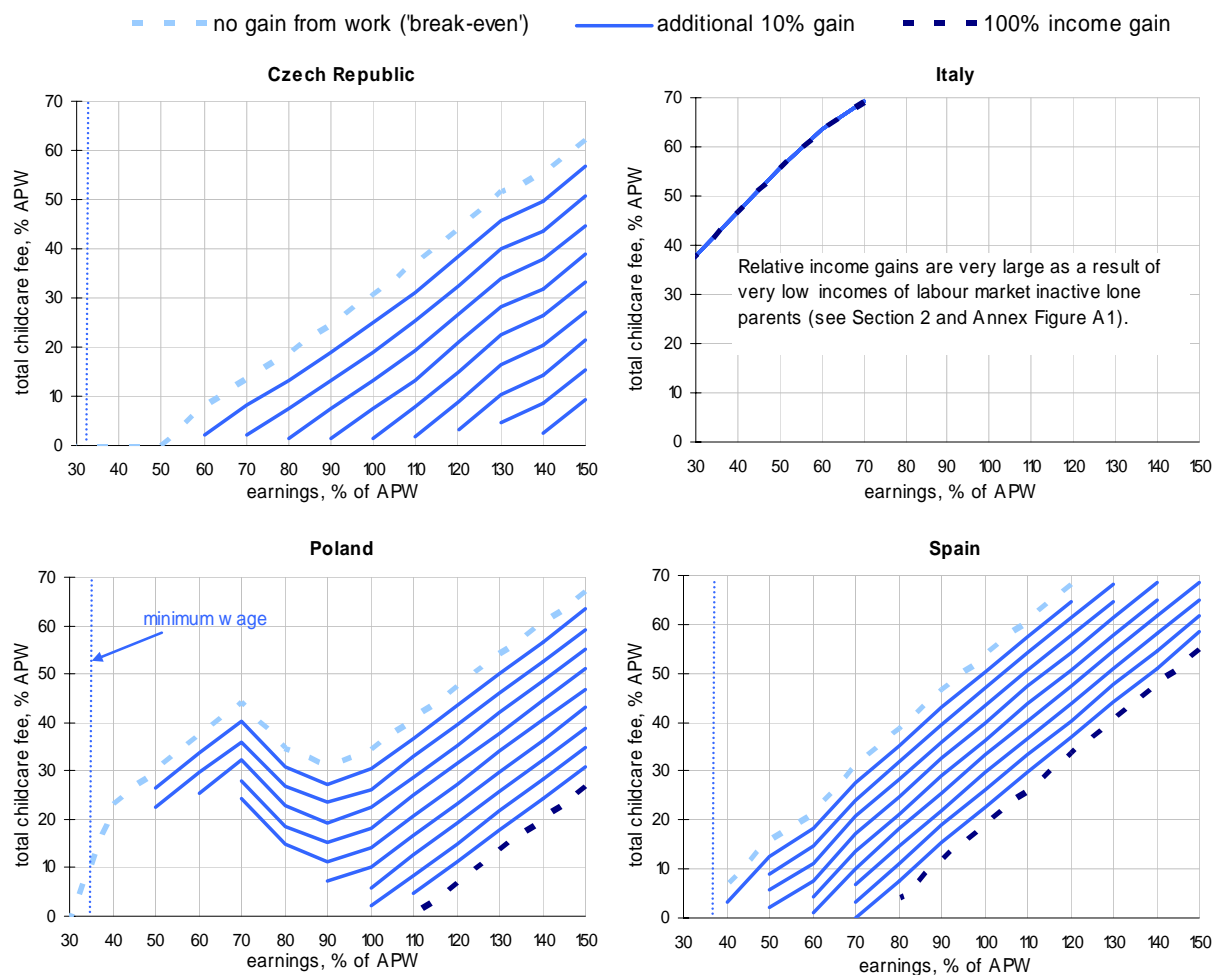 no gain from work ('break-even') additional 10% gain 100% income gain
Czech Republic
total childcare fee, % APW
70
60
50
40
30
20
10
0
30 40 50 60 70 80 90 100 110 120 130 140 150
earnings, % of APW
Italy
total childcare fee, % APW
70
60
50
40
30
20
10
0
Relative income gains are very large as a result of
very low incomes of labour market inactive lone
parents (see Section 2 and Annex Figure A1).
30 40 50 60 70 80 90 100 110 120 130 140 150
earnings, % of APW
Poland
total childcare fee, % APW
70
60
50
40
30
20
10
0
minimum wage
30 40 50 60 70 80 90 100 110 120 130 140 150
earnings, % of APW
Spain
total childcare fee, % APW
70
60
50
40
30
20
10
0
30 40 50 60 70 80 90 100 110 120 130 140 150
earnings, % of APW